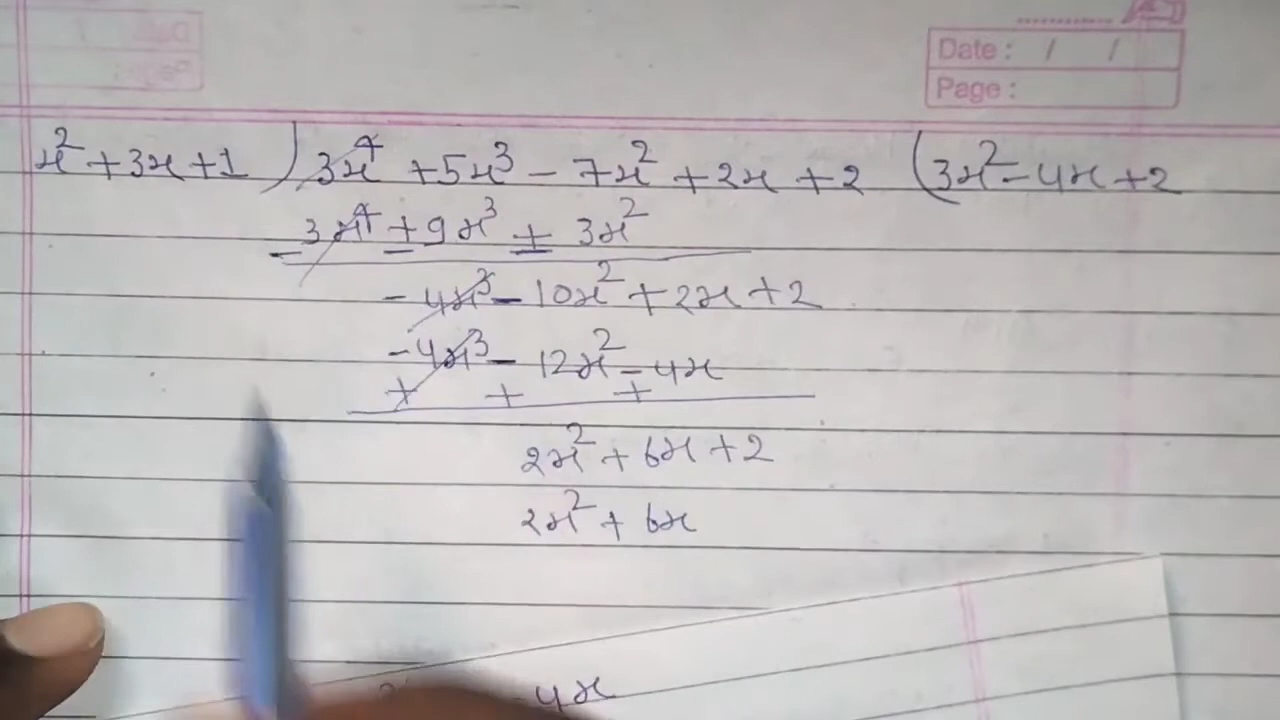 Date : / /
Page :
x² + 3x + 1 ) 3x⁴ + 5x³ - 7x² + 2x + 2 ( 3x² - 4x + 2
3x⁴ + 9x³ + 3x²
- - -
- 4x³ - 10x² + 2x + 2
- 4x³ - 12x² - 4x
+ + +
2x² + 6x + 2
2x² + 6x
- 4x